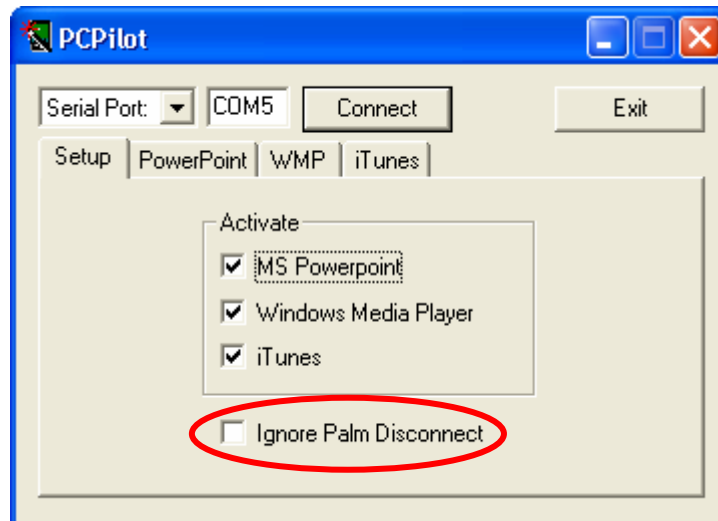 PCPilot
Serial Port: COM5 Connect Exit
Setup PowerPoint WMP iTunes
Activate
MS Powerpoint
Windows Media Player
iTunes
Ignore Palm Disconnect